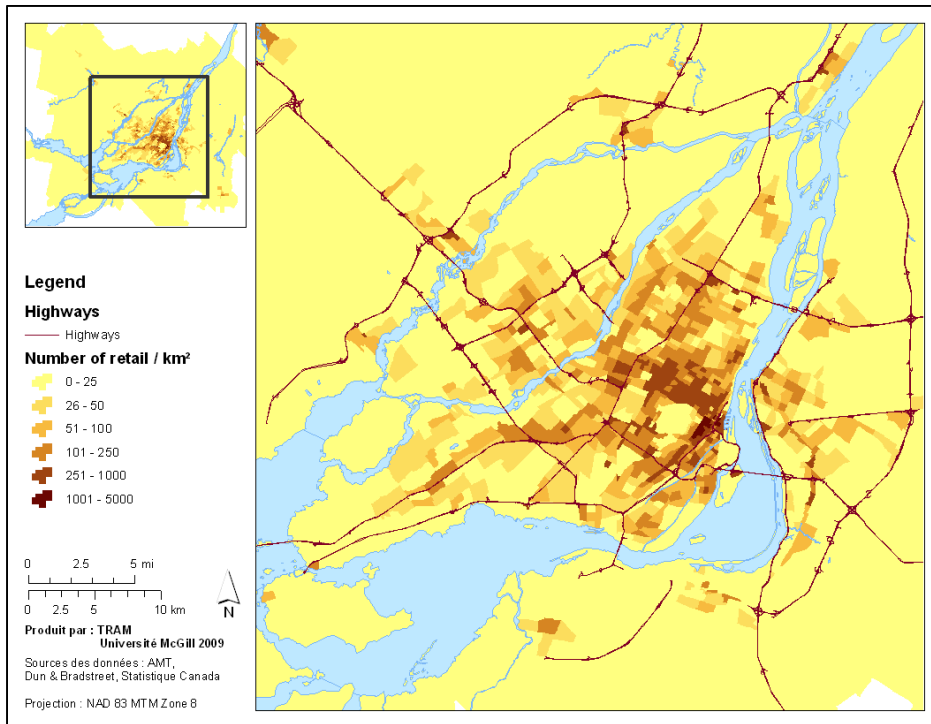 Legend
Highways
Highways
Number of retail / km²
0 - 25
26 - 50
51 - 100
101 - 250
251 - 1000
1001 - 5000
0 5 mi
0 2.5 5 10 km
N
Produit par : TRAM
Université McGill 2009
Sources des données : AMT,
Dun & Bradstreet, Statistique Canada
Projection : NAD 83 MTM Zone 8